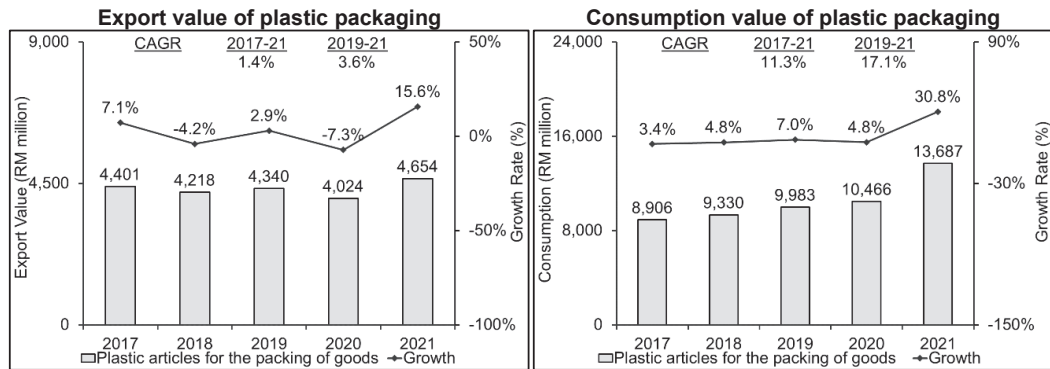 Export value of plastic packaging
CAGR 2017-21 2019-21
1.4% 3.6%
9,000
4,500
0
Export Value (RM million)
50%
0%
-50%
-100%
Growth Rate (%)
7.1% -4.2% 2.9% -7.3% 15.6%
4,401 4,218 4,340 4,024 4,654
2017 2018 2019 2020 2021
Plastic articles for the packing of goods Growth
Consumption value of plastic packaging
CAGR 2017-21 2019-21
11.3% 17.1%
24,000
16,000
8,000
0
Consumption (RM million)
90%
-30%
-150%
Growth Rate (%)
3.4% 4.8% 7.0% 4.8% 30.8%
8,906 9,330 9,983 10,466 13,687
2017 2018 2019 2020 2021
Plastic articles for the packing of goods Growth